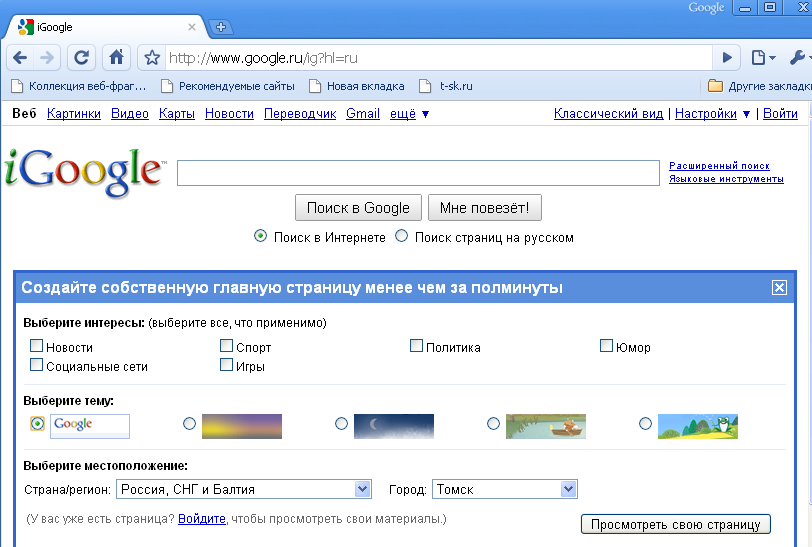 Google
iGoogle
http://www.google.ru/ig?hl=ru
Коллекция веб-фраг... Рекомендуемые сайты Новая вкладка t-sk.ru Другие закладки
Веб Картинки Видео Карты Новости Переводчик Gmail ещё ▼ Классический вид | Настройки ▼ | Войти
iGoogle™
Расширенный поиск
Языковые инструменты
Поиск в Google Мне повезёт!
Поиск в Интернете Поиск страниц на русском
Создайте собственную главную страницу менее чем за полминуты
Выберите интересы: (выберите все, что применимо)
Новости Спорт Политика Юмор
Социальные сети Игры
Выберите тему:
Google
Выберите местоположение:
Страна/регион: Россия, СНГ и Балтия Город: Томск
(У вас уже есть страница? Войдите, чтобы просмотреть свои материалы.)
Просмотреть свою страницу